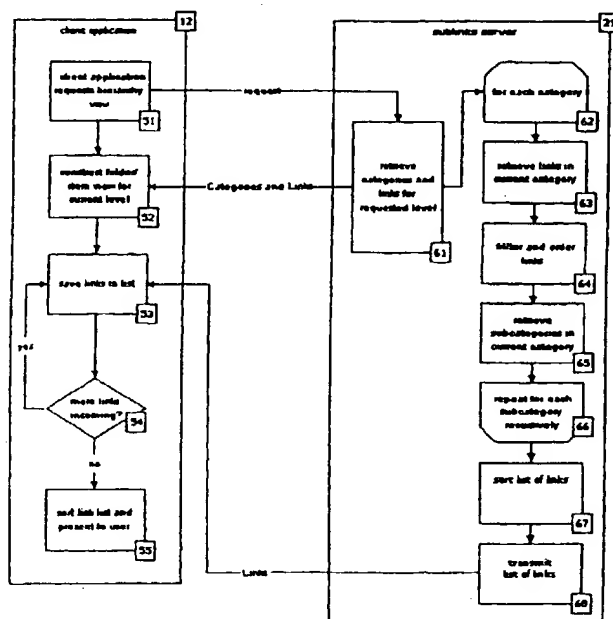 client application
12
client application
requests hierarchy
view
51
construct folder/
item view for
current level
52
save links to list
53
yes
more links
incoming?
54
no
sort link list and
present to user
55
request
Categories and Links
Links
sublinks server
retrieve
categories and
links for
requested level
61
for each category
62
retrieve links in
current category
63
filter and order
links
64
retrieve
subcategories in
current category
65
repeat for each
subcategory
recursively
66
sort list of links
67
transmit
list of links
68